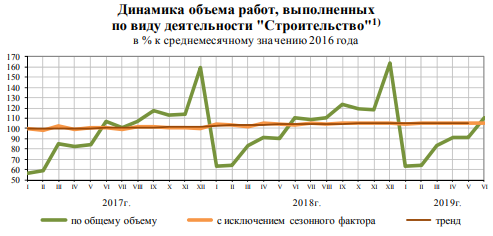 Динамика объема работ, выполненных
по виду деятельности "Строительство"1)
в % к среднемесячному значению 2016 года
170
160
150
140
130
120
110
100
90
80
70
60
50
I II III IV V VI VII VIII IX X XI XII I II III IV V VI VII VIII IX X XI XII I II III IV V VI
2017г. 2018г. 2019г.
по общему объему с исключением сезонного фактора тренд